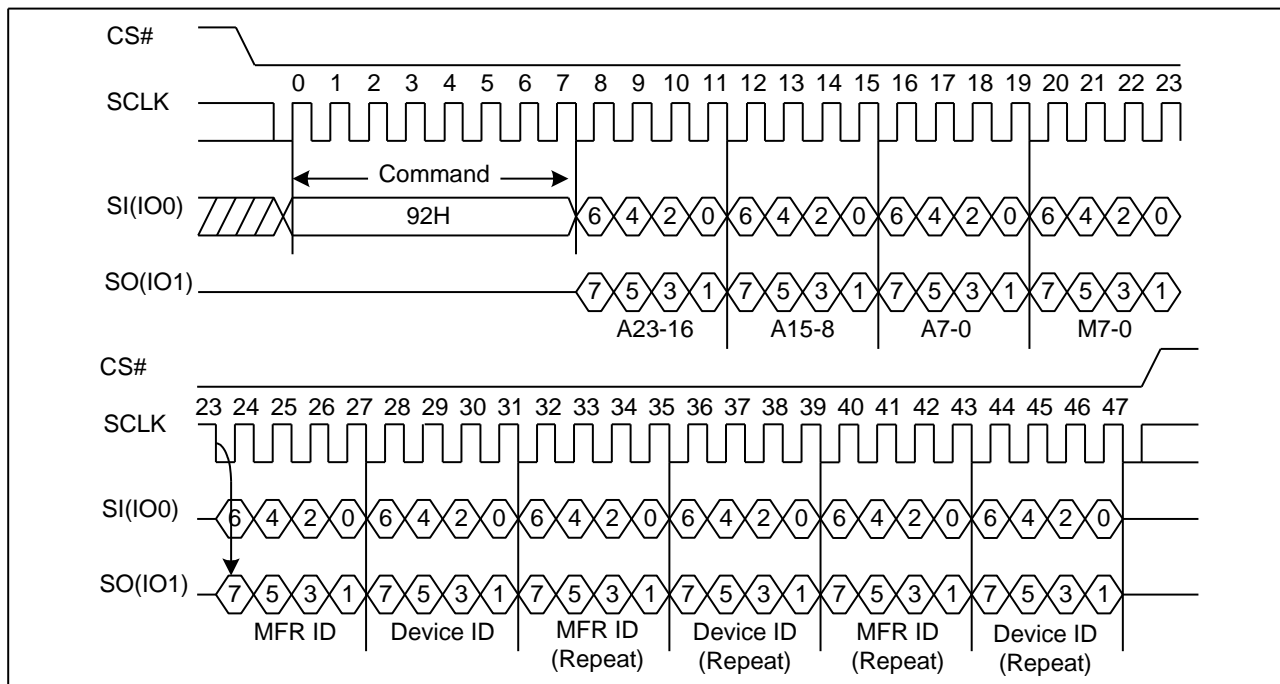 CS#
0 1 2 3 4 5 6 7 8 9 10 11 12 13 14 15 16 17 18 19 20 21 22 23
SCLK
Command
SI(IO0)
92H 6 4 2 0 6 4 2 0 6 4 2 0 6 4 2 0
SO(IO1)
7 5 3 1 7 5 3 1 7 5 3 1 7 5 3 1
A23-16 A15-8 A7-0 M7-0
CS#
23 24 25 26 27 28 29 30 31 32 33 34 35 36 37 38 39 40 41 42 43 44 45 46 47
SCLK
SI(IO0)
6 4 2 0 6 4 2 0 6 4 2 0 6 4 2 0 6 4 2 0 6 4 2 0
SO(IO1)
7 5 3 1 7 5 3 1 7 5 3 1 7 5 3 1 7 5 3 1 7 5 3 1
MFR ID Device ID MFR ID Device ID MFR ID Device ID
(Repeat) (Repeat) (Repeat) (Repeat)